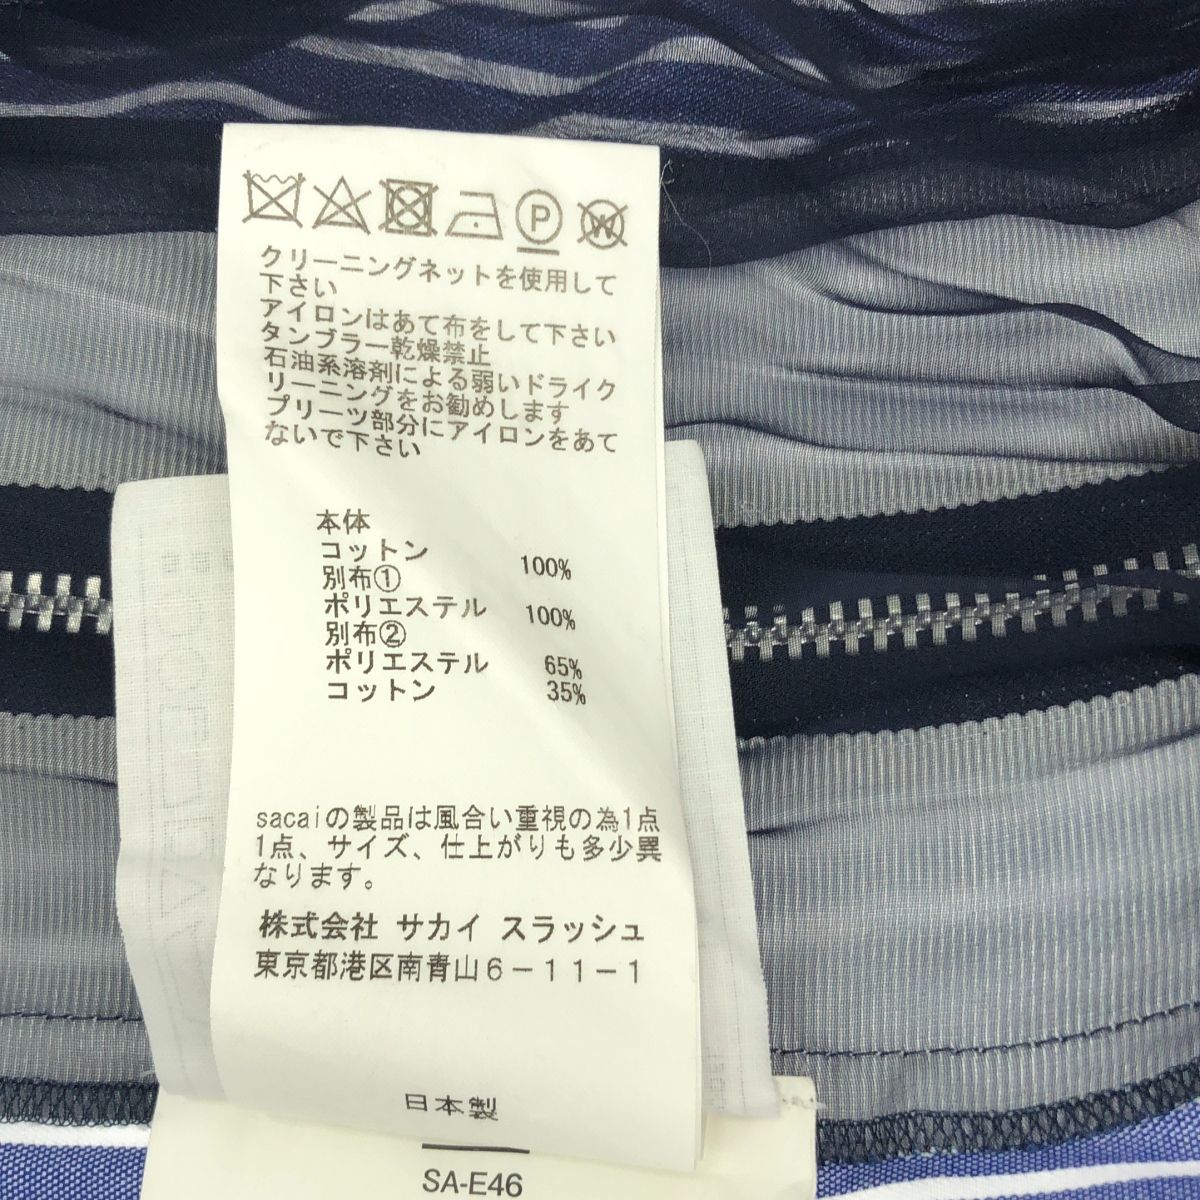 P
W
クリーニングネットを使用して
下さい
アイロンはあて布をして下さい
タンブラー乾燥禁止
石油系溶剤による弱いドライク
リーニングをお勧めします
プリーツ部分にアイロンをあて
ないで下さい
本体
コットン 100%
別布①
ポリエステル 100%
別布②
ポリエステル 65%
コットン 35%
sacaiの製品は風合い重視の為1点
1点、サイズ、仕上がりも多少異
なります。
株式会社 サカイ スラッシュ
東京都港区南青山6－11－1
日本製
SA-E46